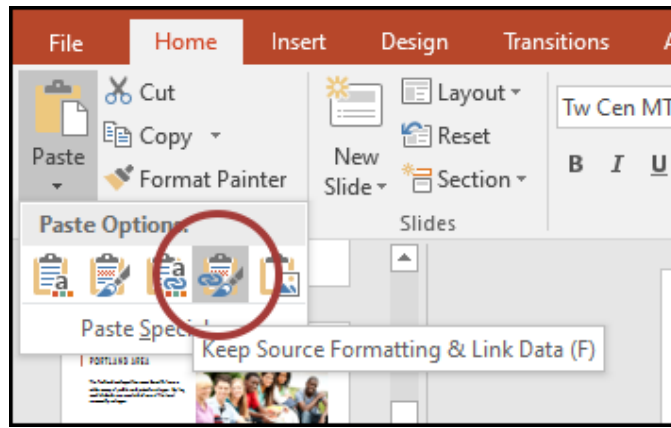 File Home Insert Design Transitions
Cut
Copy
Paste
Format Painter
New
Slide
Layout
Reset
Section
Slides
Tw Cen MT
B I U
Paste Options:
Paste Special
Keep Source Formatting & Link Data (F)
PORTLAND AREA